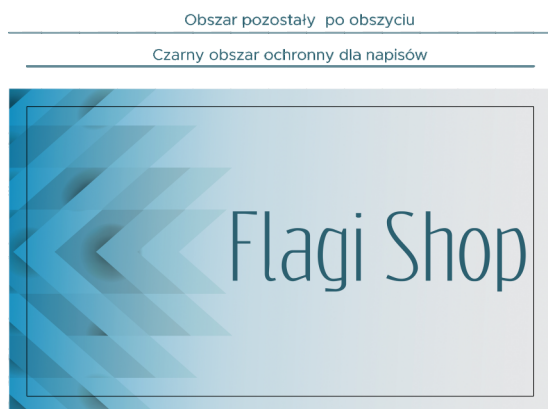 Obszar pozostały  po obszyciu
Czarny obszar ochronny dla napisów
Flagi Shop